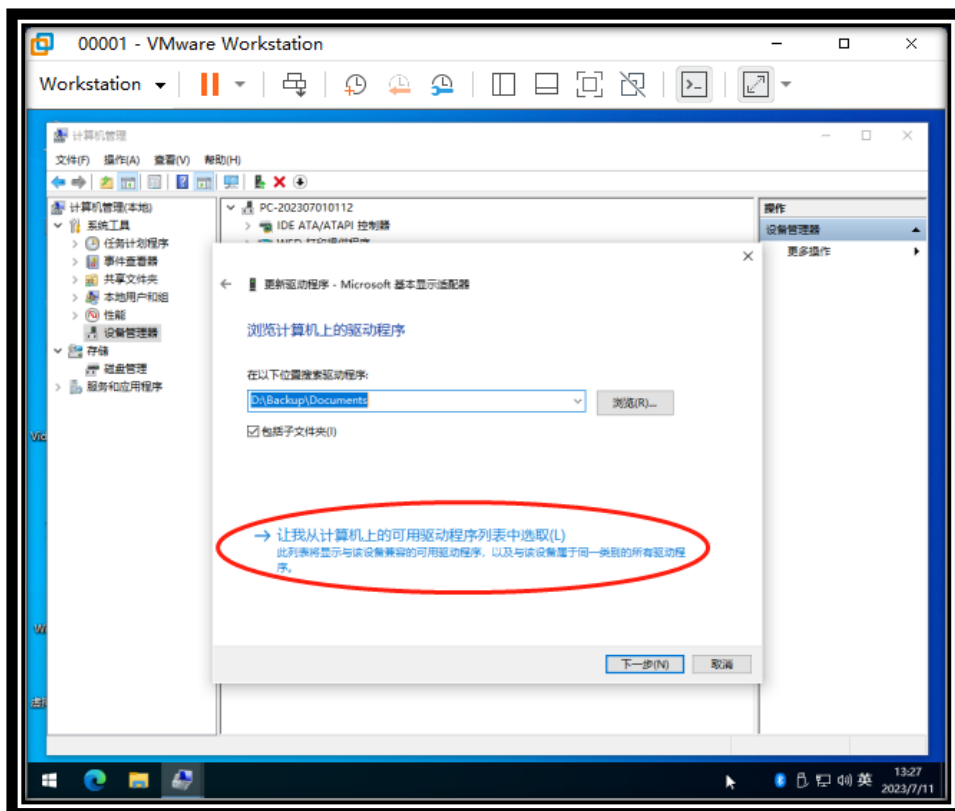 00001 - VMware Workstation
Workstation
计算机管理
文件(F) 操作(A) 查看(V) 帮助(H)
计算机管理(本地)
系统工具
任务计划程序
事件查看器
共享文件夹
本地用户和组
性能
设备管理器
存储
磁盘管理
服务和应用程序
PC-202307010112
IDE ATA/ATAPI 控制器
操作
设备管理器
更多操作
更新驱动程序 - Microsoft 基本显示适配器
浏览计算机上的驱动程序
在以下位置搜索驱动程序:
D:\Backup\Documents
浏览(R)...
包括子文件夹(I)
让我从计算机上的可用驱动程序列表中选取(L)
此列表将显示与该设备兼容的可用驱动程序，以及与该设备属于同一类别的所有驱动程
序。
下一步(N) 取消
英
13:27
2023/7/11